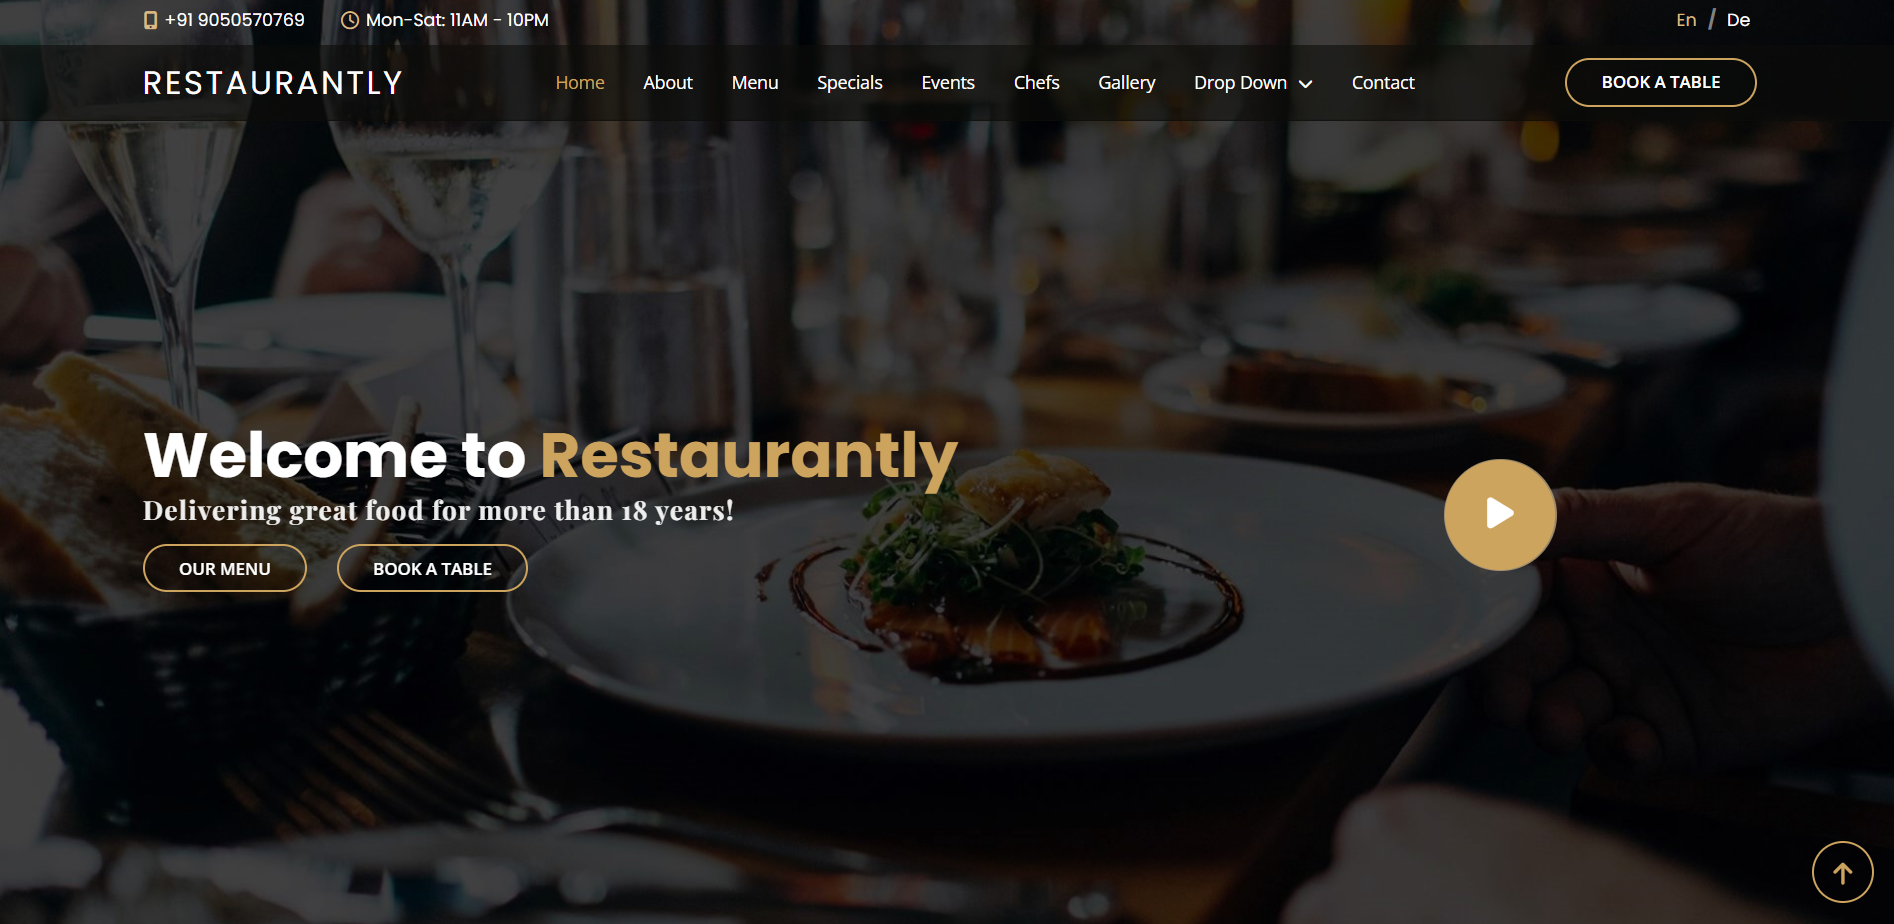 +91 9050570769
Mon-Sat: 11AM - 10PM
En / De
RESTAURANTLY
Home
About
Menu
Specials
Events
Chefs
Gallery
Drop Down
Contact
BOOK A TABLE
Welcome to Restaurantly
Delivering great food for more than 18 years!
OUR MENU
BOOK A TABLE